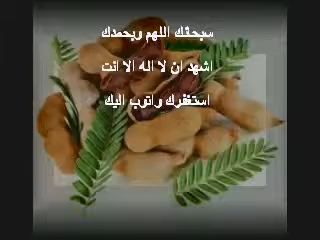 سبحانك اللهم وبحمدك
اشهد ان لا اله الا انت
استغفرك واتوب اليك